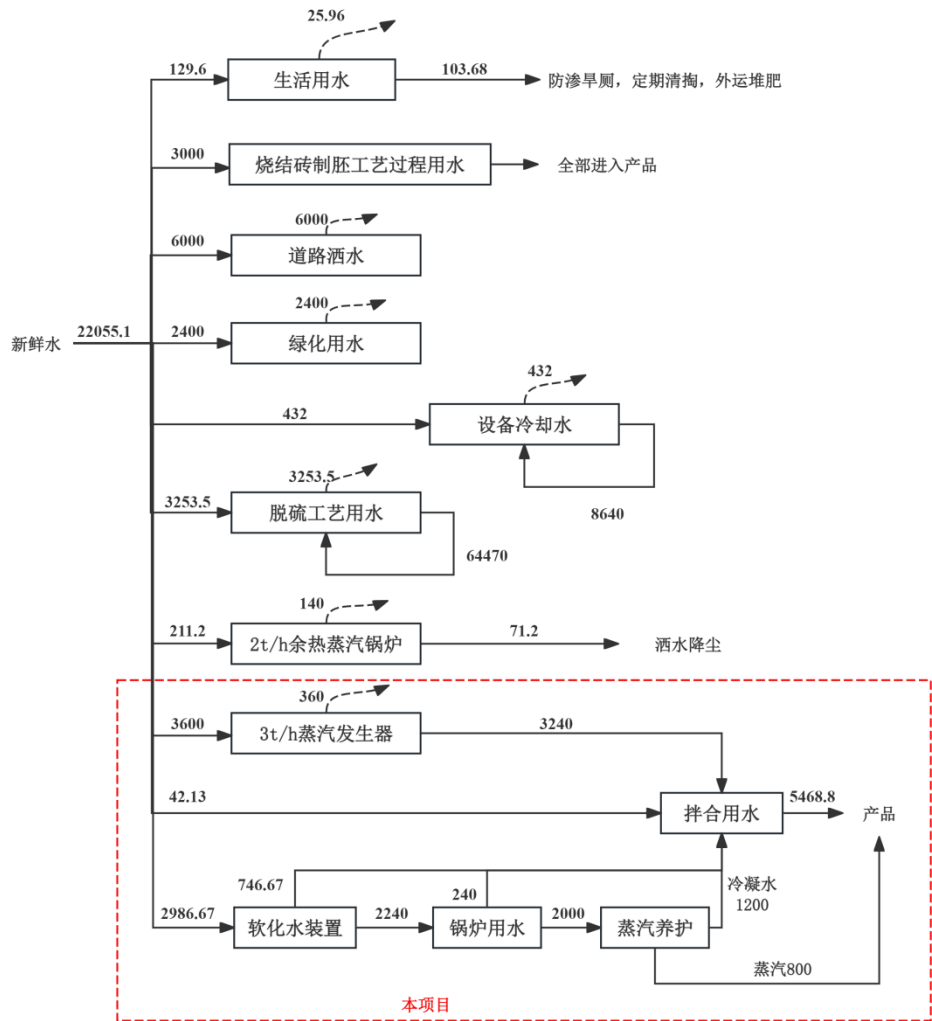 25.96
129.6
生活用水
103.68
防渗旱厕，定期清掏，外运堆肥
3000
烧结砖制胚工艺过程用水
全部进入产品
6000
6000
道路洒水
2400
新鲜水
22055.1
2400
绿化用水
432
432
设备冷却水
8640
3253.5
3253.5
脱硫工艺用水
64470
140
211.2
2t/h余热蒸汽锅炉
71.2
洒水降尘
360
3600
3t/h蒸汽发生器
3240
42.13
拌合用水
5468.8
产品
746.67
240
冷凝水
1200
2986.67
软化水装置
2240
锅炉用水
2000
蒸汽养护
蒸汽800
本项目